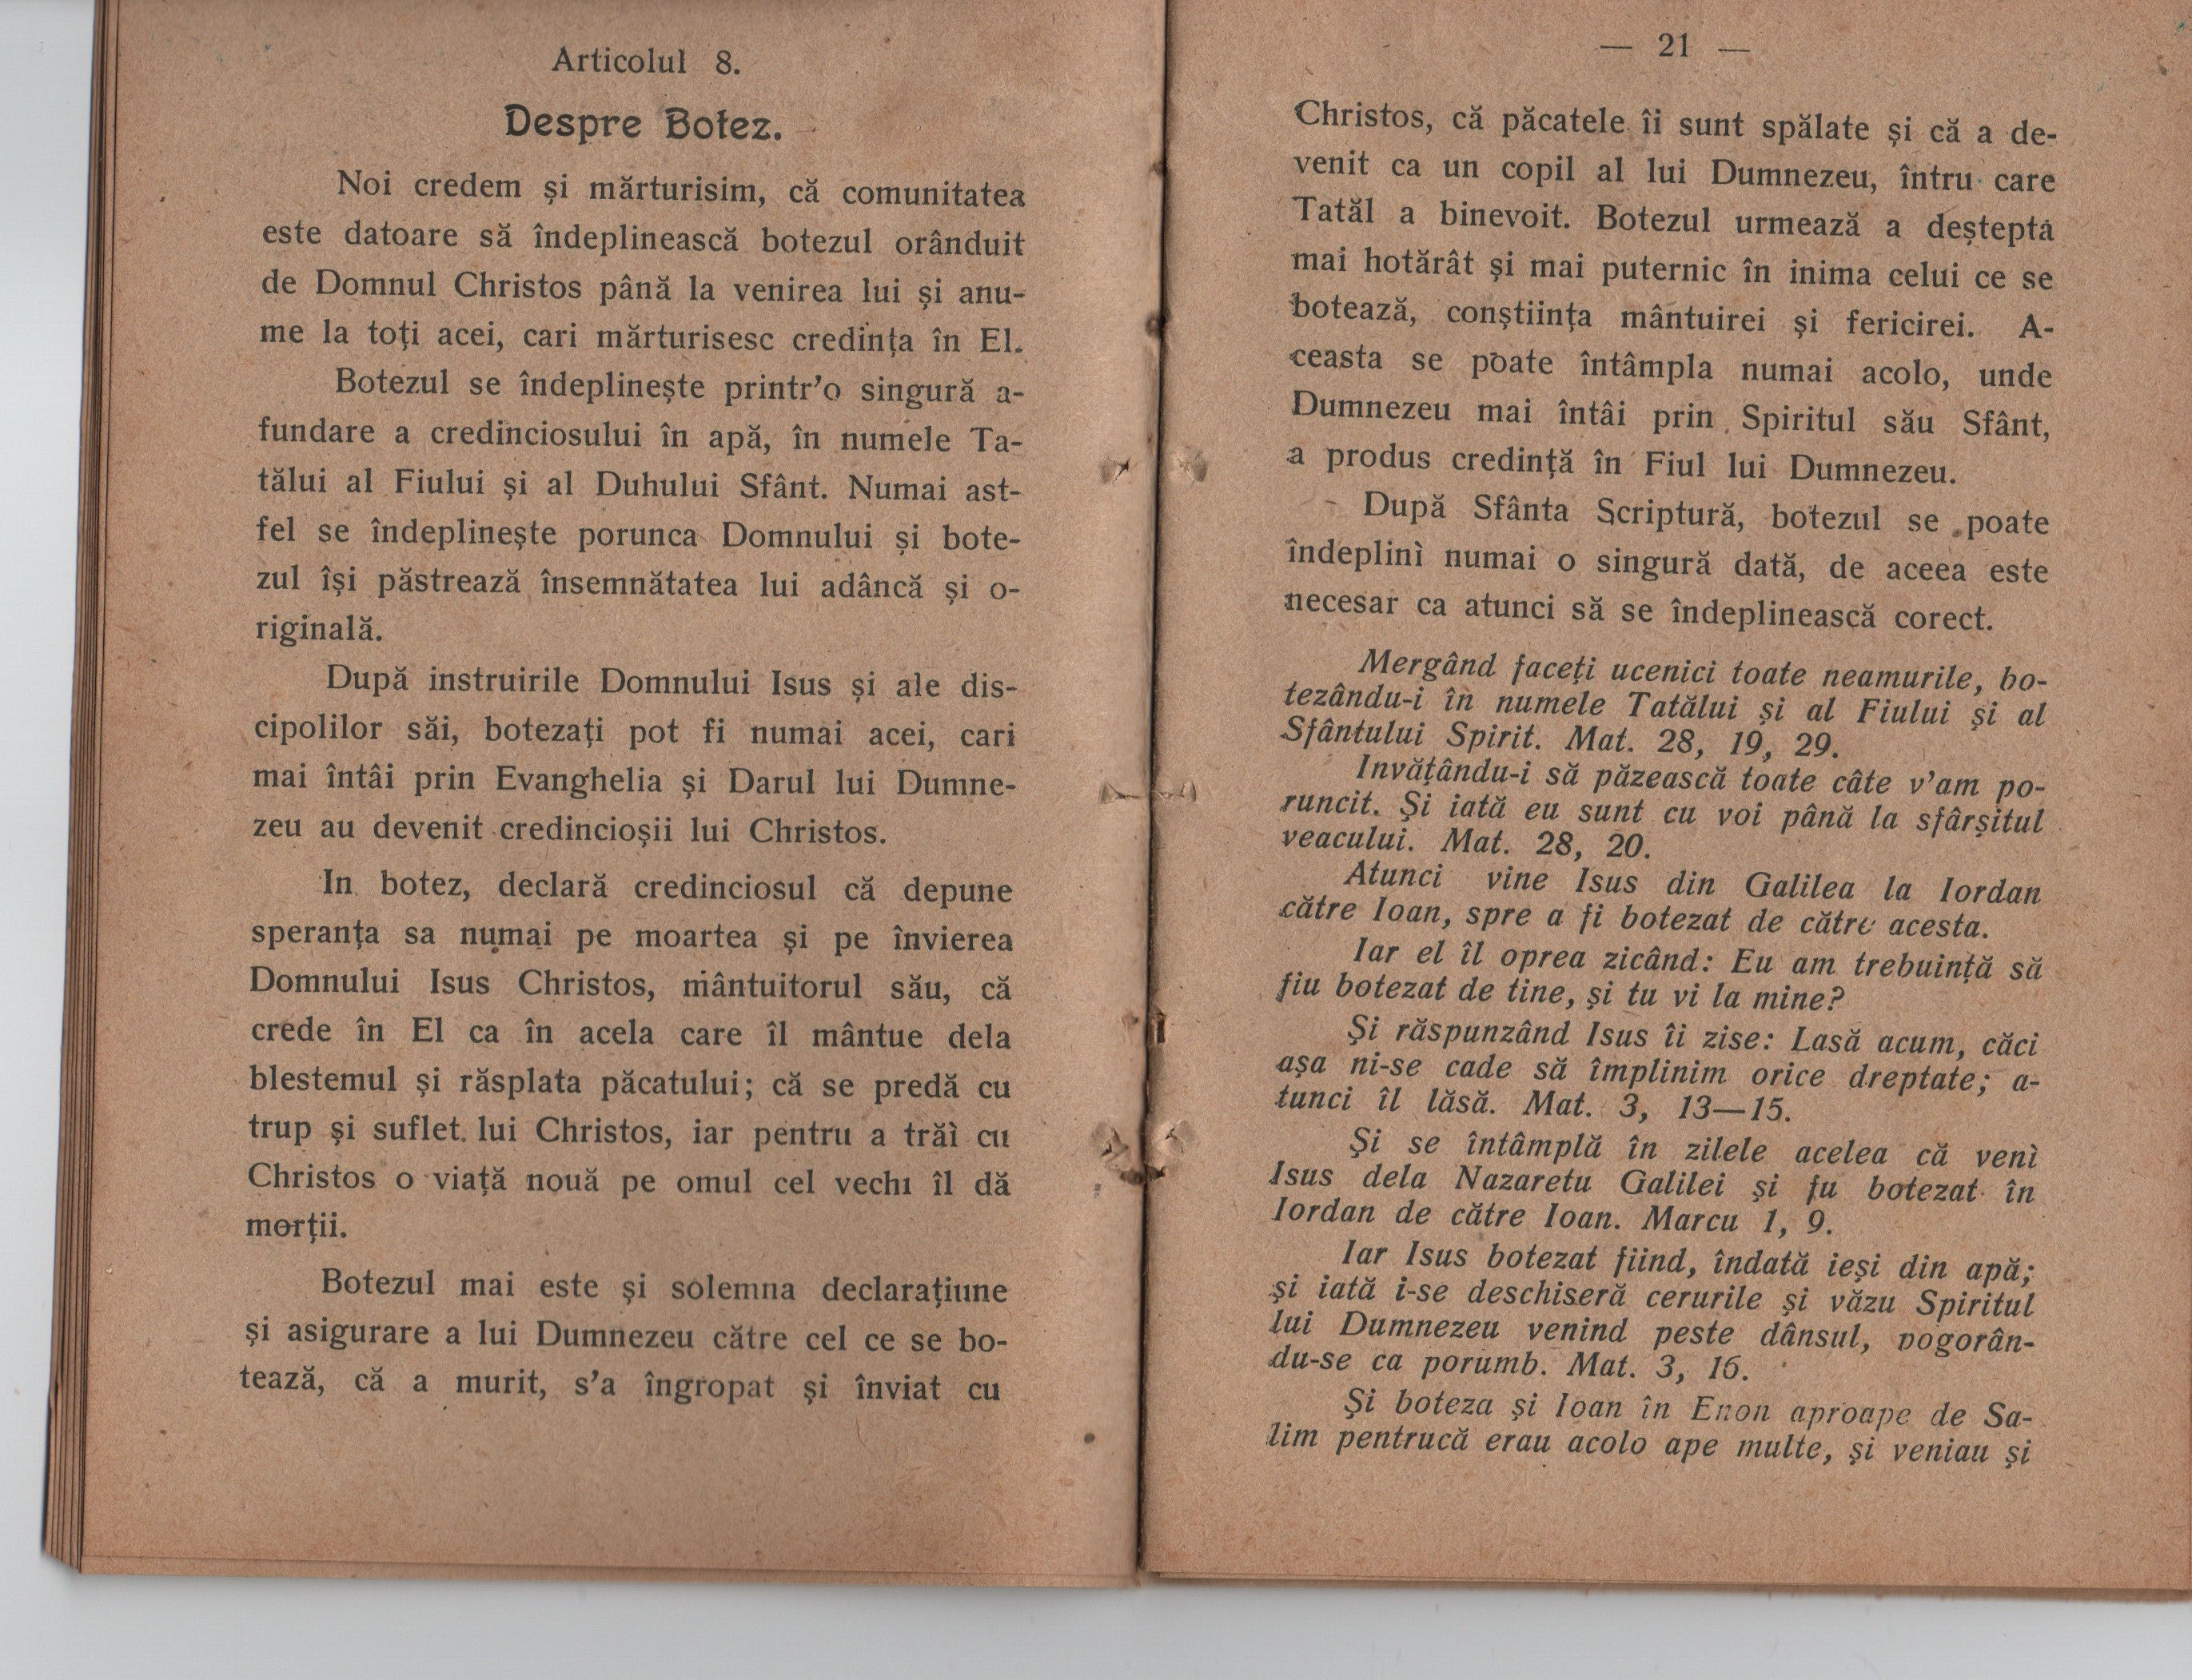 Articolul 8.
Despre Botez.
Noi credem și mărturisim, că comunitatea
este datoare să îndeplinească botezul orânduit
de Domnul Christos până la venirea lui și anu-
me la toți acei, cari mărturisesc credința în El.
Botezul se îndeplinește printr'o singură a-
fundare a credinciosului în apă, în numele Ta-
tălui al Fiului și al Duhului Sfânt. Numai ast-
fel se îndeplinește porunca Domnului și bote-
zul își păstrează însemnătatea lui adâncă și o-
riginală.
După instruirile Domnului Isus și ale dis-
cipolilor săi, botezați pot fi numai acei, cari
mai întâi prin Evanghelia și Darul lui Dumne-
zeu au devenit credincioșii lui Christos.
In botez, declară credinciosul că depune
speranța sa numai pe moartea și pe învierea
Domnului Isus Christos, mântuitorul său, că
crede în El ca în acela care îl mântue dela
blestemul și răsplata păcatului; că se predă cu
trup și suflet lui Christos, iar pentru a trăì cu
Christos o viață nouă pe omul cel vechi îl dă
morții.
Botezul mai este și solemna declarațiune
și asigurare a lui Dumnezeu către cel ce se bo-
tează, că a murit, s'a îngropat și înviat cu
— 21 —
Christos, că păcatele îi sunt spălate și că a de-
venit ca un copil al lui Dumnezeu, întru care
Tatăl a binevoit. Botezul urmează a deștepta
mai hotărât și mai puternic în inima celui ce se
botează, conștiința mântuirei și fericirei. A-
ceasta se poate întâmpla numai acolo, unde
Dumnezeu mai întâi prin Spiritul său Sfânt,
a produs credință în Fiul lui Dumnezeu.
După Sfânta Scriptură, botezul se poate
îndeplinì numai o singură dată, de aceea este
necesar ca atunci să se îndeplinească corect.
Mergând faceți ucenici toate neamurile, bo-
tezându-i în numele Tatălui și al Fiului și al
Sfântului Spirit. Mat. 28, 19, 29.
Invățându-i să păzească toate câte v'am po-
runcit. Și iată eu sunt cu voi până la sfârșitul
veacului. Mat. 28, 20.
Atunci vine Isus din Galilea la Iordan
către Ioan, spre a fi botezat de către acesta.
Iar el îl oprea zicând: Eu am trebuință să
fiu botezat de tine, și tu vi la mine?
Și răspunzând Isus îi zise: Lasă acum, căci
așa ni-se cade să împlinim orice dreptate; a-
tunci îl lăsă. Mat. 3, 13—15.
Și se întâmplă în zilele acelea că venì
Isus dela Nazaretu Galilei și fu botezat în
Iordan de către Ioan. Marcu 1, 9.
Iar Isus botezat fiind, îndată ieși din apă;
și iată i-se deschiseră cerurile și văzu Spiritul
lui Dumnezeu venind peste dânsul, pogorân-
du-se ca porumb. Mat. 3, 16.
Și boteza și Ioan în Enon aproape de Sa-
lim pentrucă erau acolo ape multe, și veniau și